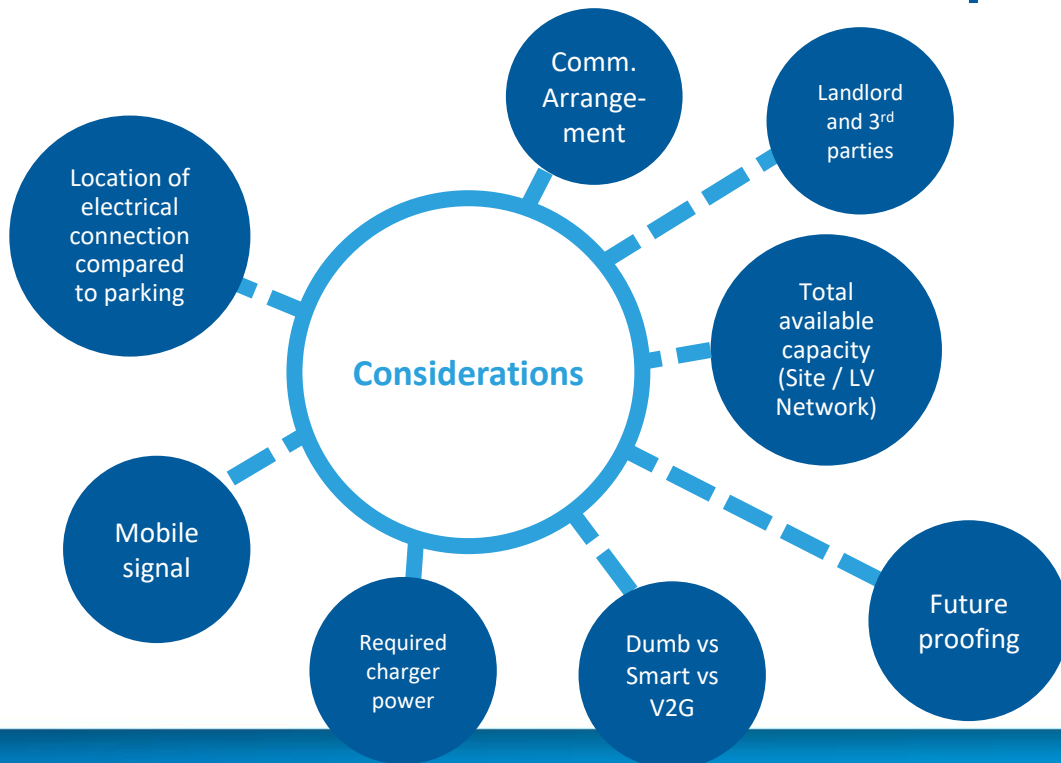 Comm.
Arrange-
ment
Landlord
and 3rd
parties
Location of
electrical
connection
compared
to parking
Total
available
capacity
(Site / LV
Network)
Considerations
Mobile
signal
Future
proofing
Required
charger
power
Dumb vs
Smart vs
V2G